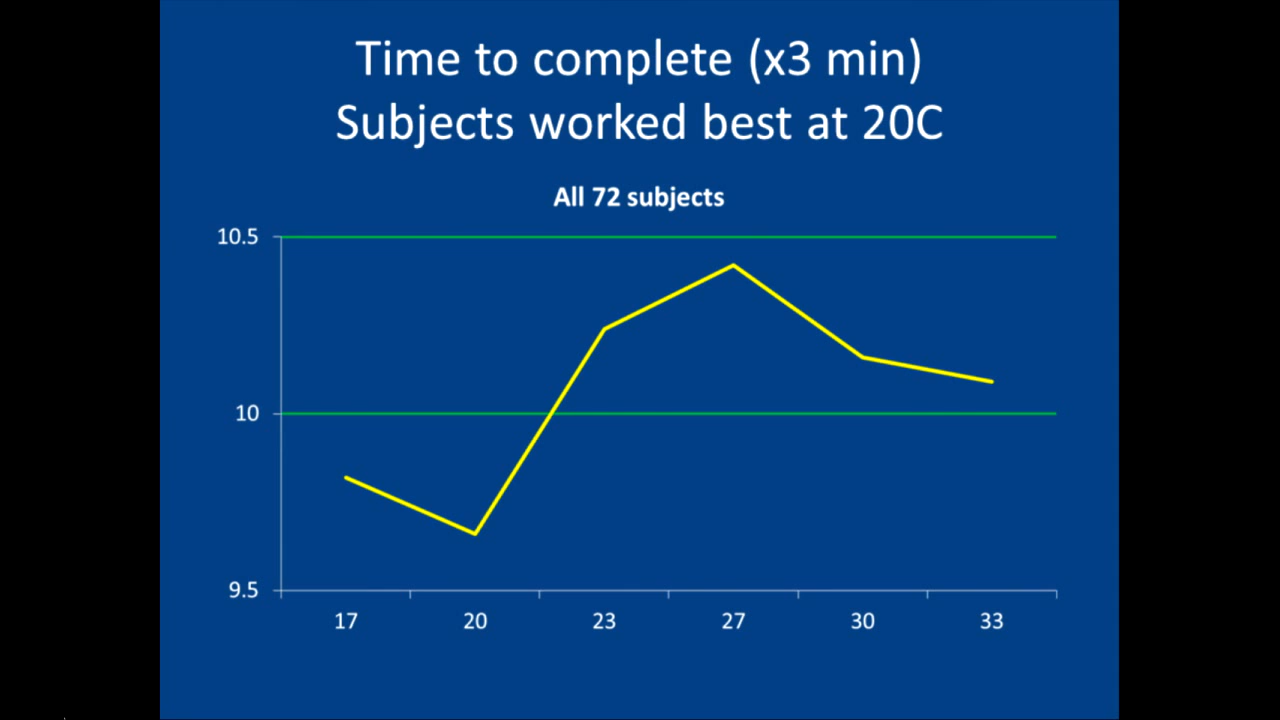 Time to complete (x3 min)
Subjects worked best at 20C
All 72 subjects
10.5
10
9.5
17 20 23 27 30 33